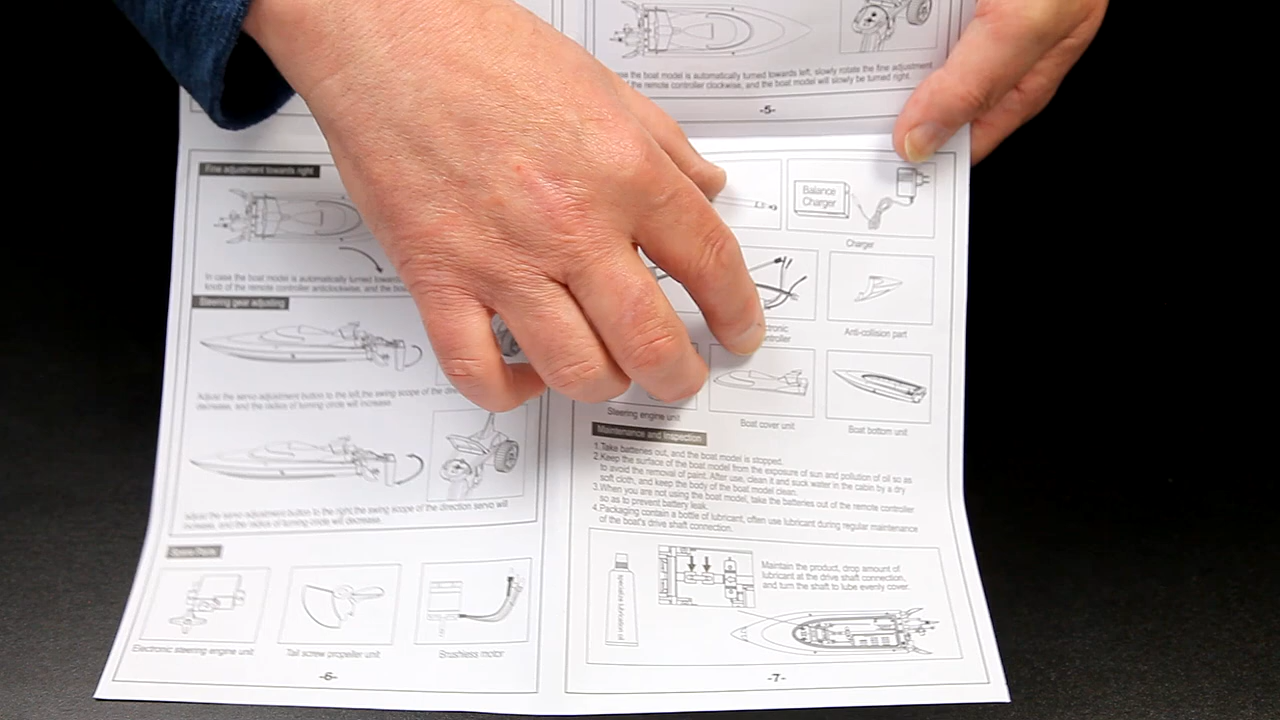 se the boat model is automatically turned towards left, slowly rotate the fine adjustment
of the remote controller clockwise, and the boat model will slowly be turned right.
-5-
Fine adjustment towards right
In case the boat model is automatically turned towards
knob of the remote controller anticlockwise, and the
Steering gear adjusting
Adjust the servo adjustment button to the left,the swing scope of the
decrease, and the radius of turning circle will increase.
Adjust the servo adjustment button to the right,the swing scope of the direction servo will
increase, and the radius of turning circle will decrease.
Spare Parts
Electronic steering engine unit
Tail screw propeller unit
Brushless motor
-6-
Balance
Charger
Charger
Anti-collision part
Steering engine unit
Boat cover unit
Boat bottom unit
Maintenance and Inspection
1.Take batteries out, and the boat model is stopped.
2.Keep the surface of the boat model from the exposure of sun and pollution of oil so as
to avoid the removal of paint. After use, clean it and suck water in the cabin by a dry
soft cloth, and keep the body of the boat model clean.
3.When you are not using the boat model, take the batteries out of the remote controller
so as to prevent battery leak.
4.Packaging contain a bottle of lubricant, often use lubricant during regular maintenance
of the boat's drive shaft connection.
specialize lubrication oil
Maintain the product, drop amount of
lubricant at the drive shaft connection,
and turn the shaft to lube evenly cover.
-7-